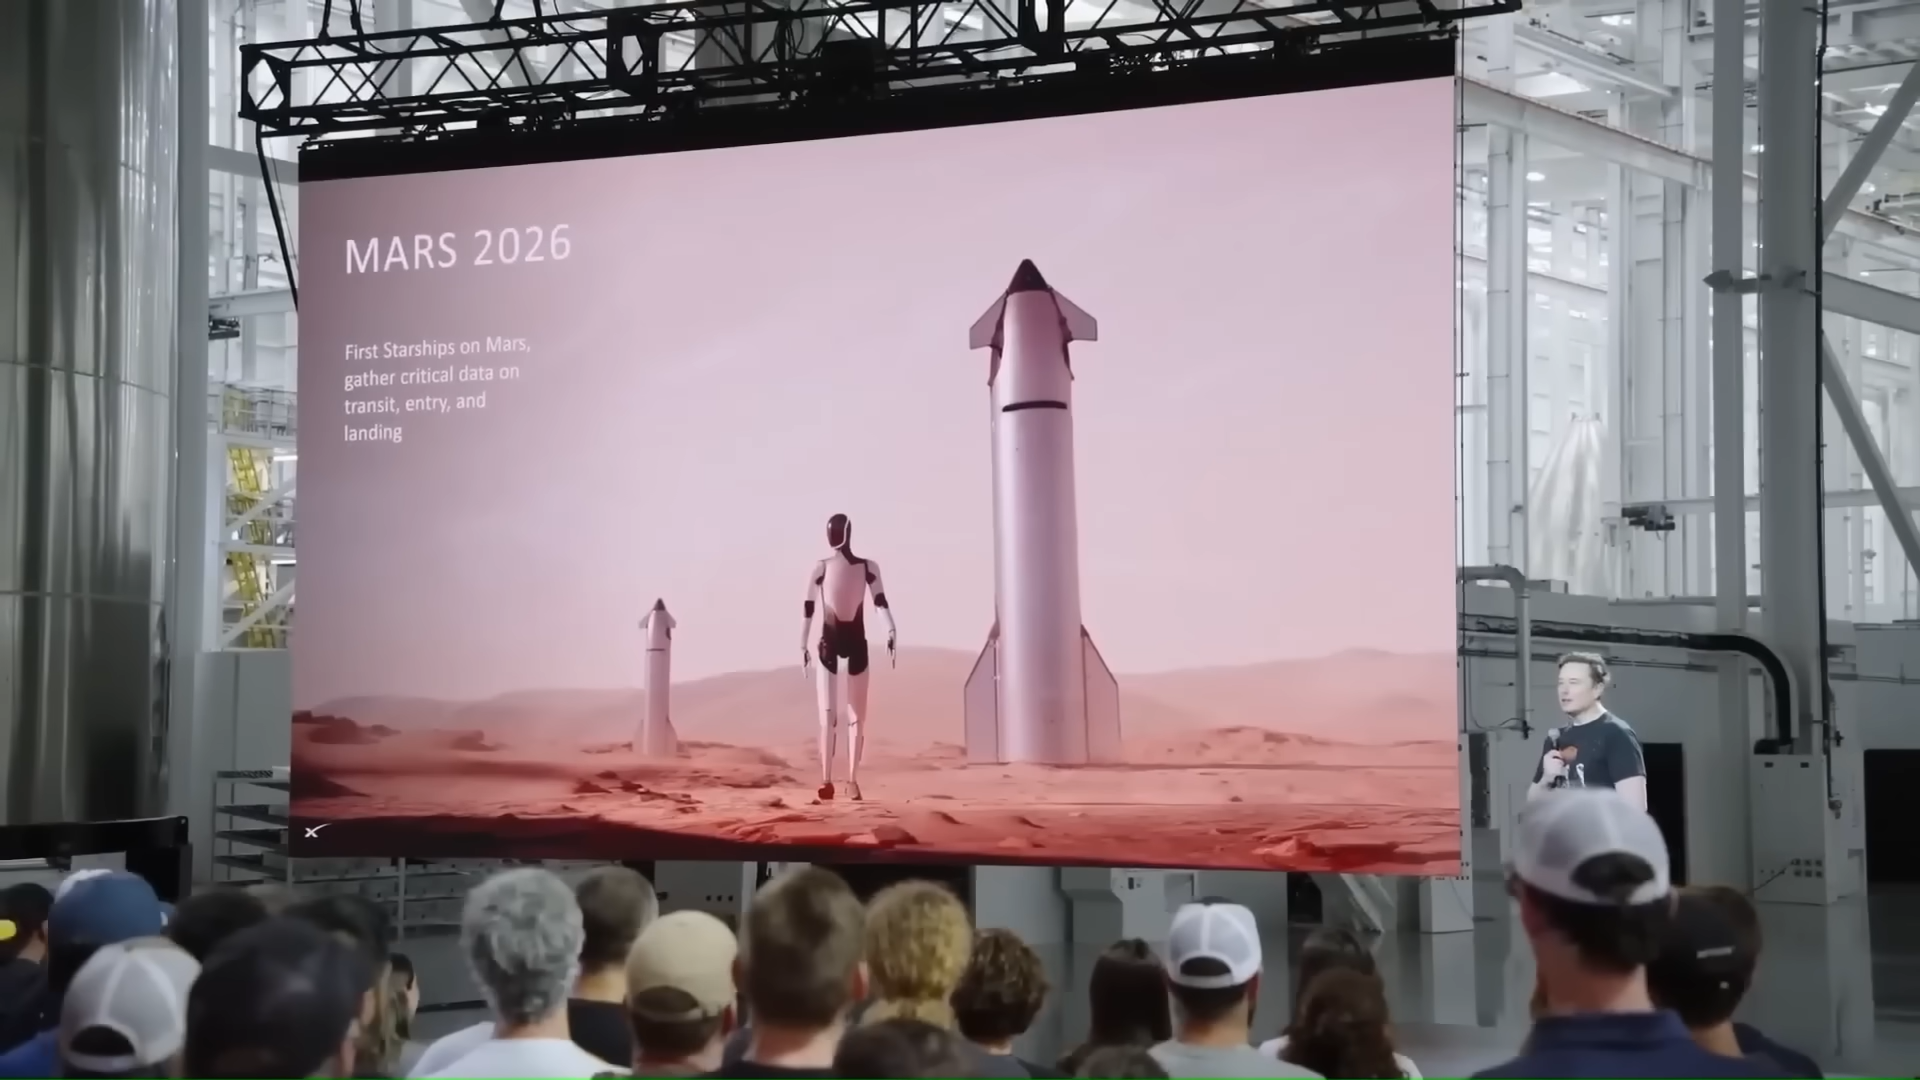 MARS 2026
First Starships on Mars,
gather critical data on
transit, entry, and
landing